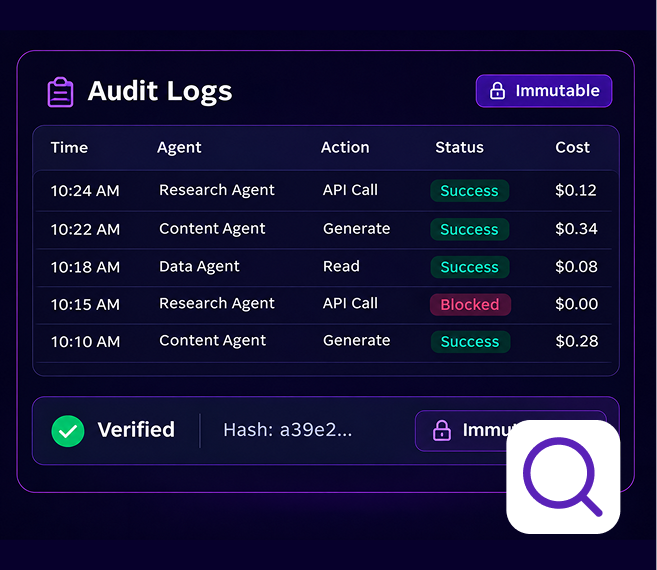 Audit Logs
Immutable
Time Agent Action Status Cost
10:24 AM Research Agent API Call Success $0.12
10:22 AM Content Agent Generate Success $0.34
10:18 AM Data Agent Read Success $0.08
10:15 AM Research Agent API Call Blocked $0.00
10:10 AM Content Agent Generate Success $0.28
Verified Hash: a39e2...